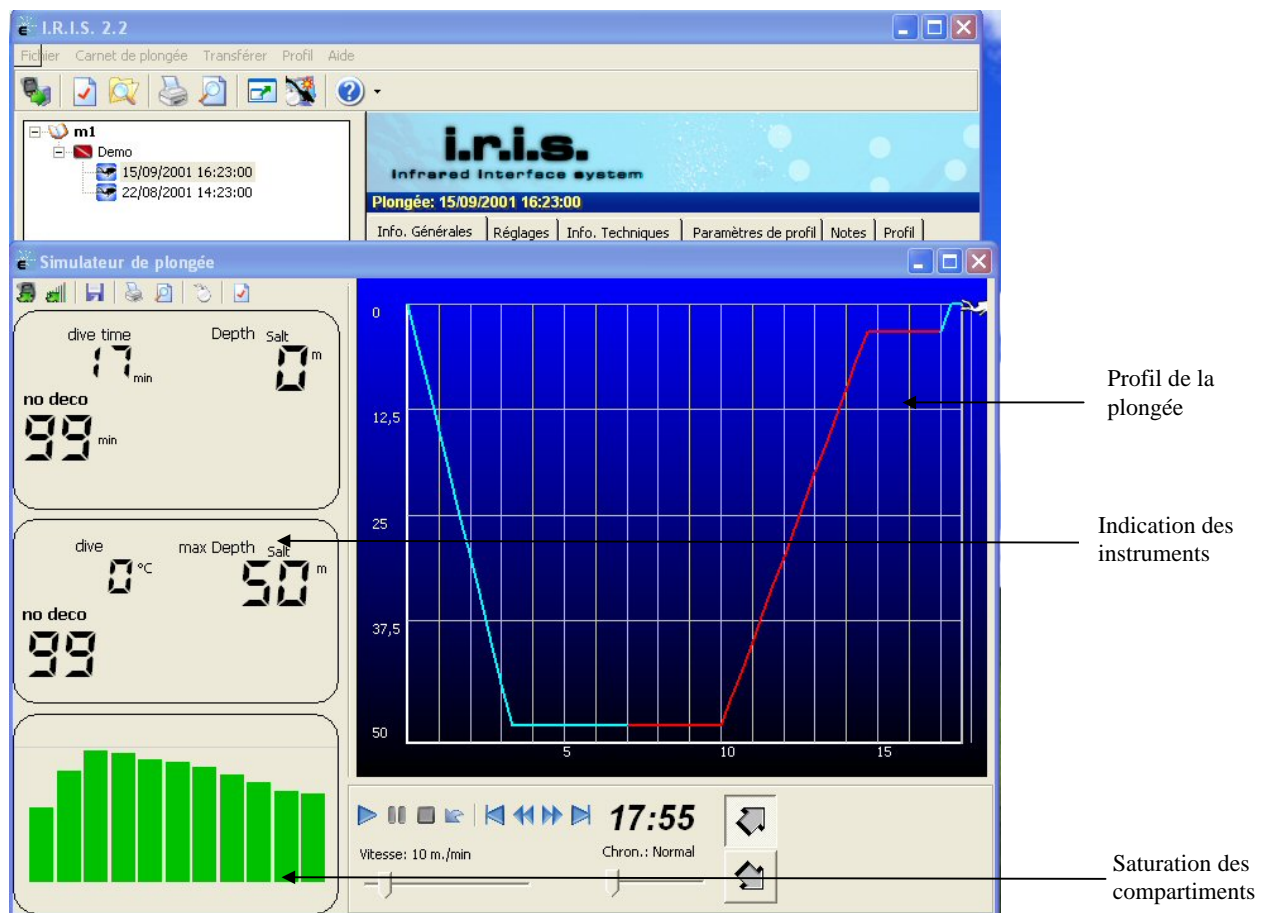 I.R.I.S. 2.2
Fichier Carnet de plongée Transférer Profil Aide
m1
Demo
15/09/2001 16:23:00
22/08/2001 14:23:00
i.r.i.s.
Infrared Interface system
Plongée: 15/09/2001 16:23:00
Info. Générales Réglages Info. Techniques Paramètres de profil Notes Profil
Simulateur de plongée
dive time Depth Salt
17 min 0 m
no deco
99 min
dive max Depth Salt
0 °C 50 m
no deco
99
0
12,5
25
37,5
50
5 10 15
17:55
Vitesse: 10 m./min Chron.: Normal
Profil de la
plongée
Indication des
instruments
Saturation des
compartiments